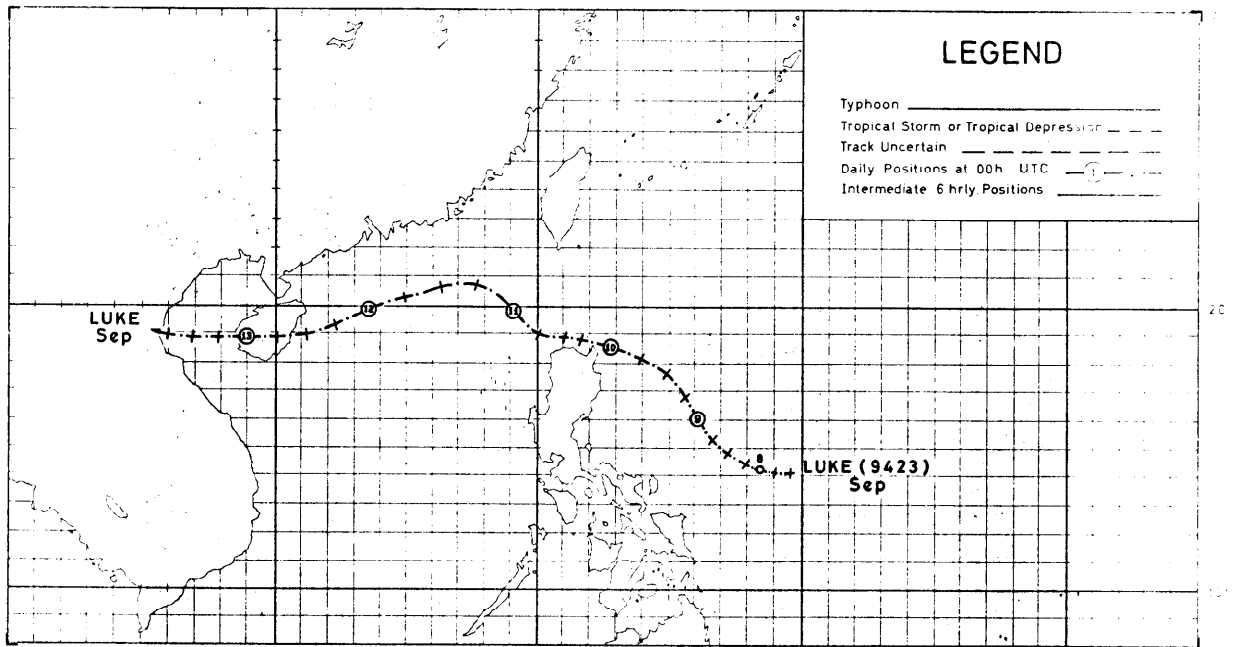 LEGEND
Typhoon
Tropical Storm or Tropical Depression
Track Uncertain
Daily Positions at 00h UTC 1
Intermediate 6 hrly. Positions
20
LUKE
Sep
13
12
11
10
9
8
LUKE (9423)
Sep